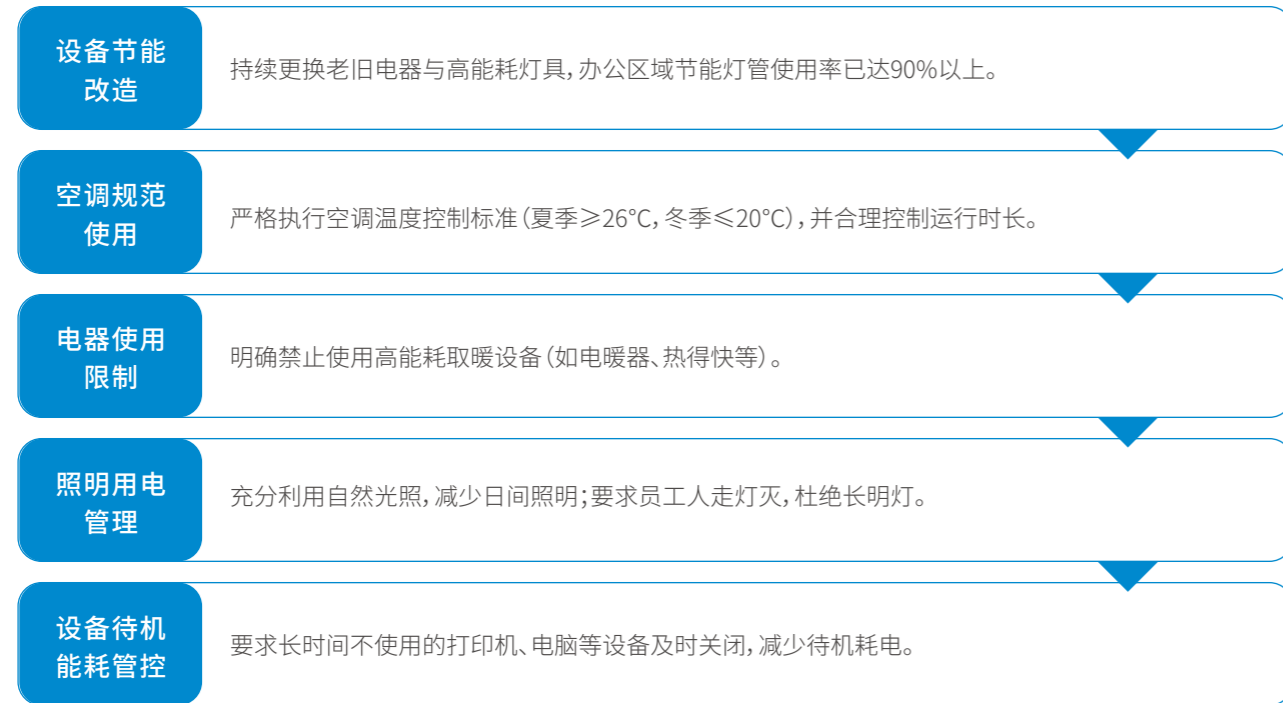 设备节能
改造
持续更换老旧电器与高能耗灯具,办公区域节能灯管使用率已达90%以上。
空调规范
使用
严格执行空调温度控制标准(夏季≥26℃,冬季≤20℃),并合理控制运行时长。
电器使用
限制
明确禁止使用高能耗取暖设备(如电暖器、热得快等)。
照明用电
管理
充分利用自然光照,减少日间照明;要求员工人走灯灭,杜绝长明灯。
设备待机
能耗管控
要求长时间不使用的打印机、电脑等设备及时关闭,减少待机耗电。